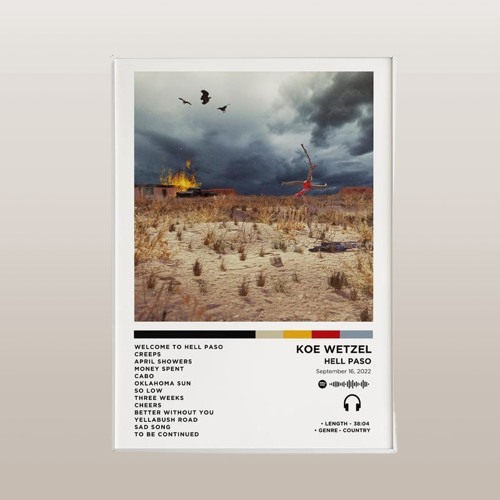 WELCOME TO HELL PASO
CREEPS
APRIL SHOWERS
MONEY SPENT
CABO
OKLAHOMA SUN
SO LOW
THREE WEEKS
CHEERS
BETTER WITHOUT YOU
YELLABUSH ROAD
SAD SONG
TO BE CONTINUED
KOE WETZEL
HELL PASO
September 16, 2022
• LENGTH - 38:04
• GENRE - COUNTRY